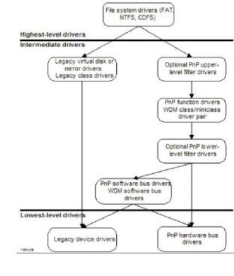 File system drivers (FAT,
NTFS, CDFS)
Highest-level drivers
Intermediate drivers
Legacy virtual disk or
mirror drivers
Legacy class drivers
Optional PnP upper-
level filter drivers
PnP function drivers
WDM class/miniclass
driver pair
Optional PnP lower-
level filter drivers
PnP software bus drivers
WDM software bus
drivers
Lowest-level drivers
Legacy device drivers
PnP hardware bus
drivers